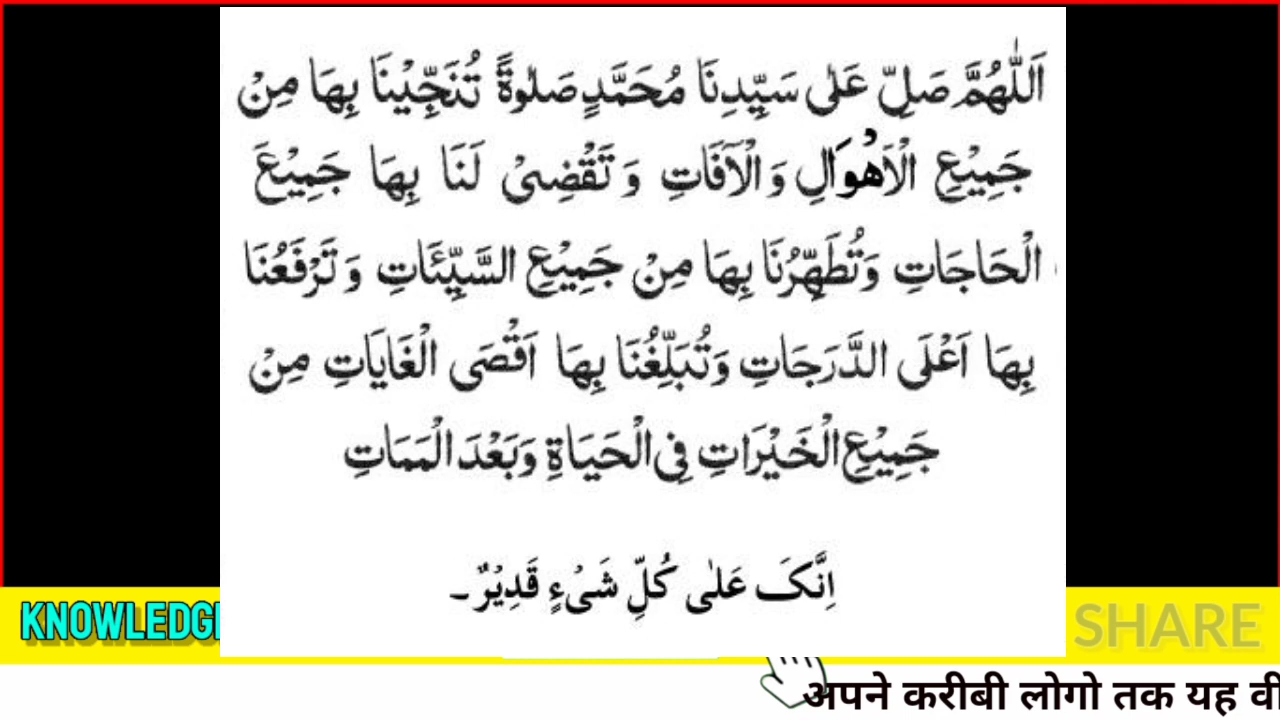 اَللّٰهُمَّ صَلِّ عَلٰى سَيِّدِنَا مُحَمَّدٍ صَلٰوةً تُنَجِّيْنَا بِهَا مِنْ
جَمِيْعِ الْاَهْوَالِ وَ الْآفَاتِ وَ تَقْضِىْ لَنَا بِهَا جَمِيْعَ
الْحَاجَاتِ وَتُطَهِّرُنَا بِهَا مِنْ جَمِيْعِ السَّيِّئَاتِ وَ تَرْفَعُنَا
بِهَا اَعْلَى الدَّرَجَاتِ وَتُبَلِّغُنَا بِهَا اَقْصَى الْغَايَاتِ مِنْ
جَمِيْعِ الْخَيْرَاتِ فِى الْحَيَاةِ وَبَعْدَ الْمَمَاتِ
اِنَّکَ عَلٰى کُلِّ شَىْءٍ قَدِيْرٌ ـ
SHARE
अपने करीबी लोगो तक यह